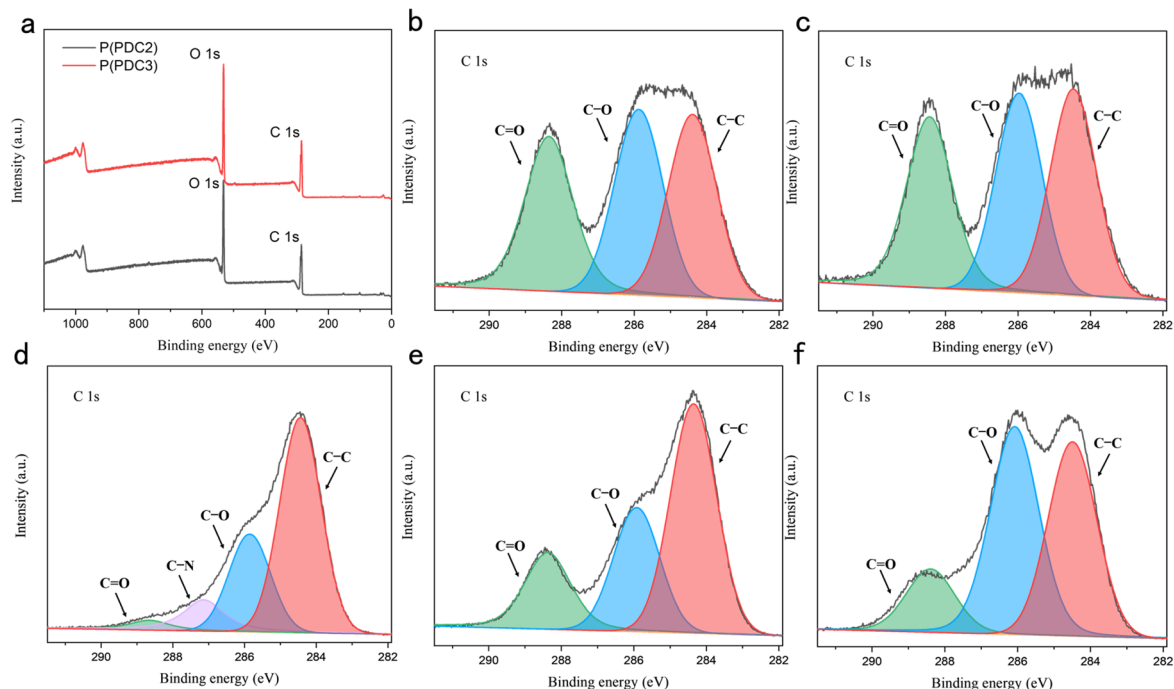 a
P(PDC2)
P(PDC3)
O 1s
C 1s
O 1s
C 1s
Intensity (a.u.)
1000 800 600 400 200 0
Binding energy (eV)
b
C 1s
C=O
C−O
C−C
Intensity (a.u.)
290 288 286 284 282
Binding energy (eV)
c
C 1s
C=O
C−O
C−C
Intensity (a.u.)
290 288 286 284 282
Binding energy (eV)
d
C 1s
C=O
C−N
C−O
C−C
Intensity (a.u.)
290 288 286 284 282
Binding energy (eV)
e
C 1s
C=O
C−O
C−C
Intensity (a.u.)
290 288 286 284 282
Binding energy (eV)
f
C 1s
C=O
C−O
C−C
Intensity (a.u.)
290 288 286 284 282
Binding energy (eV)